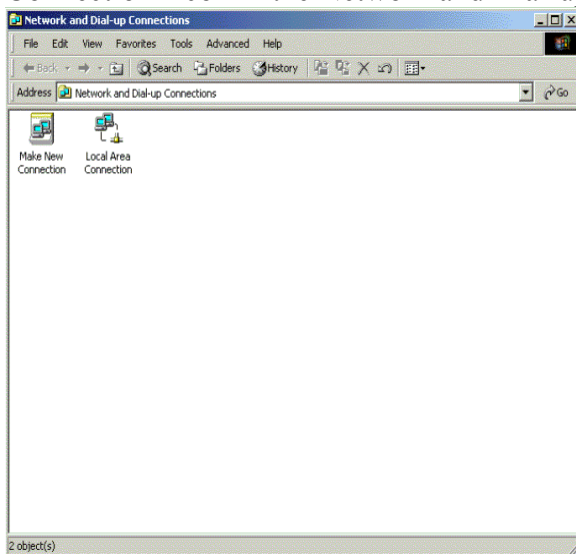 Network and Dial-up Connections
File Edit View Favorites Tools Advanced Help
Back Search Folders History
Address Network and Dial-up Connections Go
Make New Connection
Local Area Connection
2 object(s)